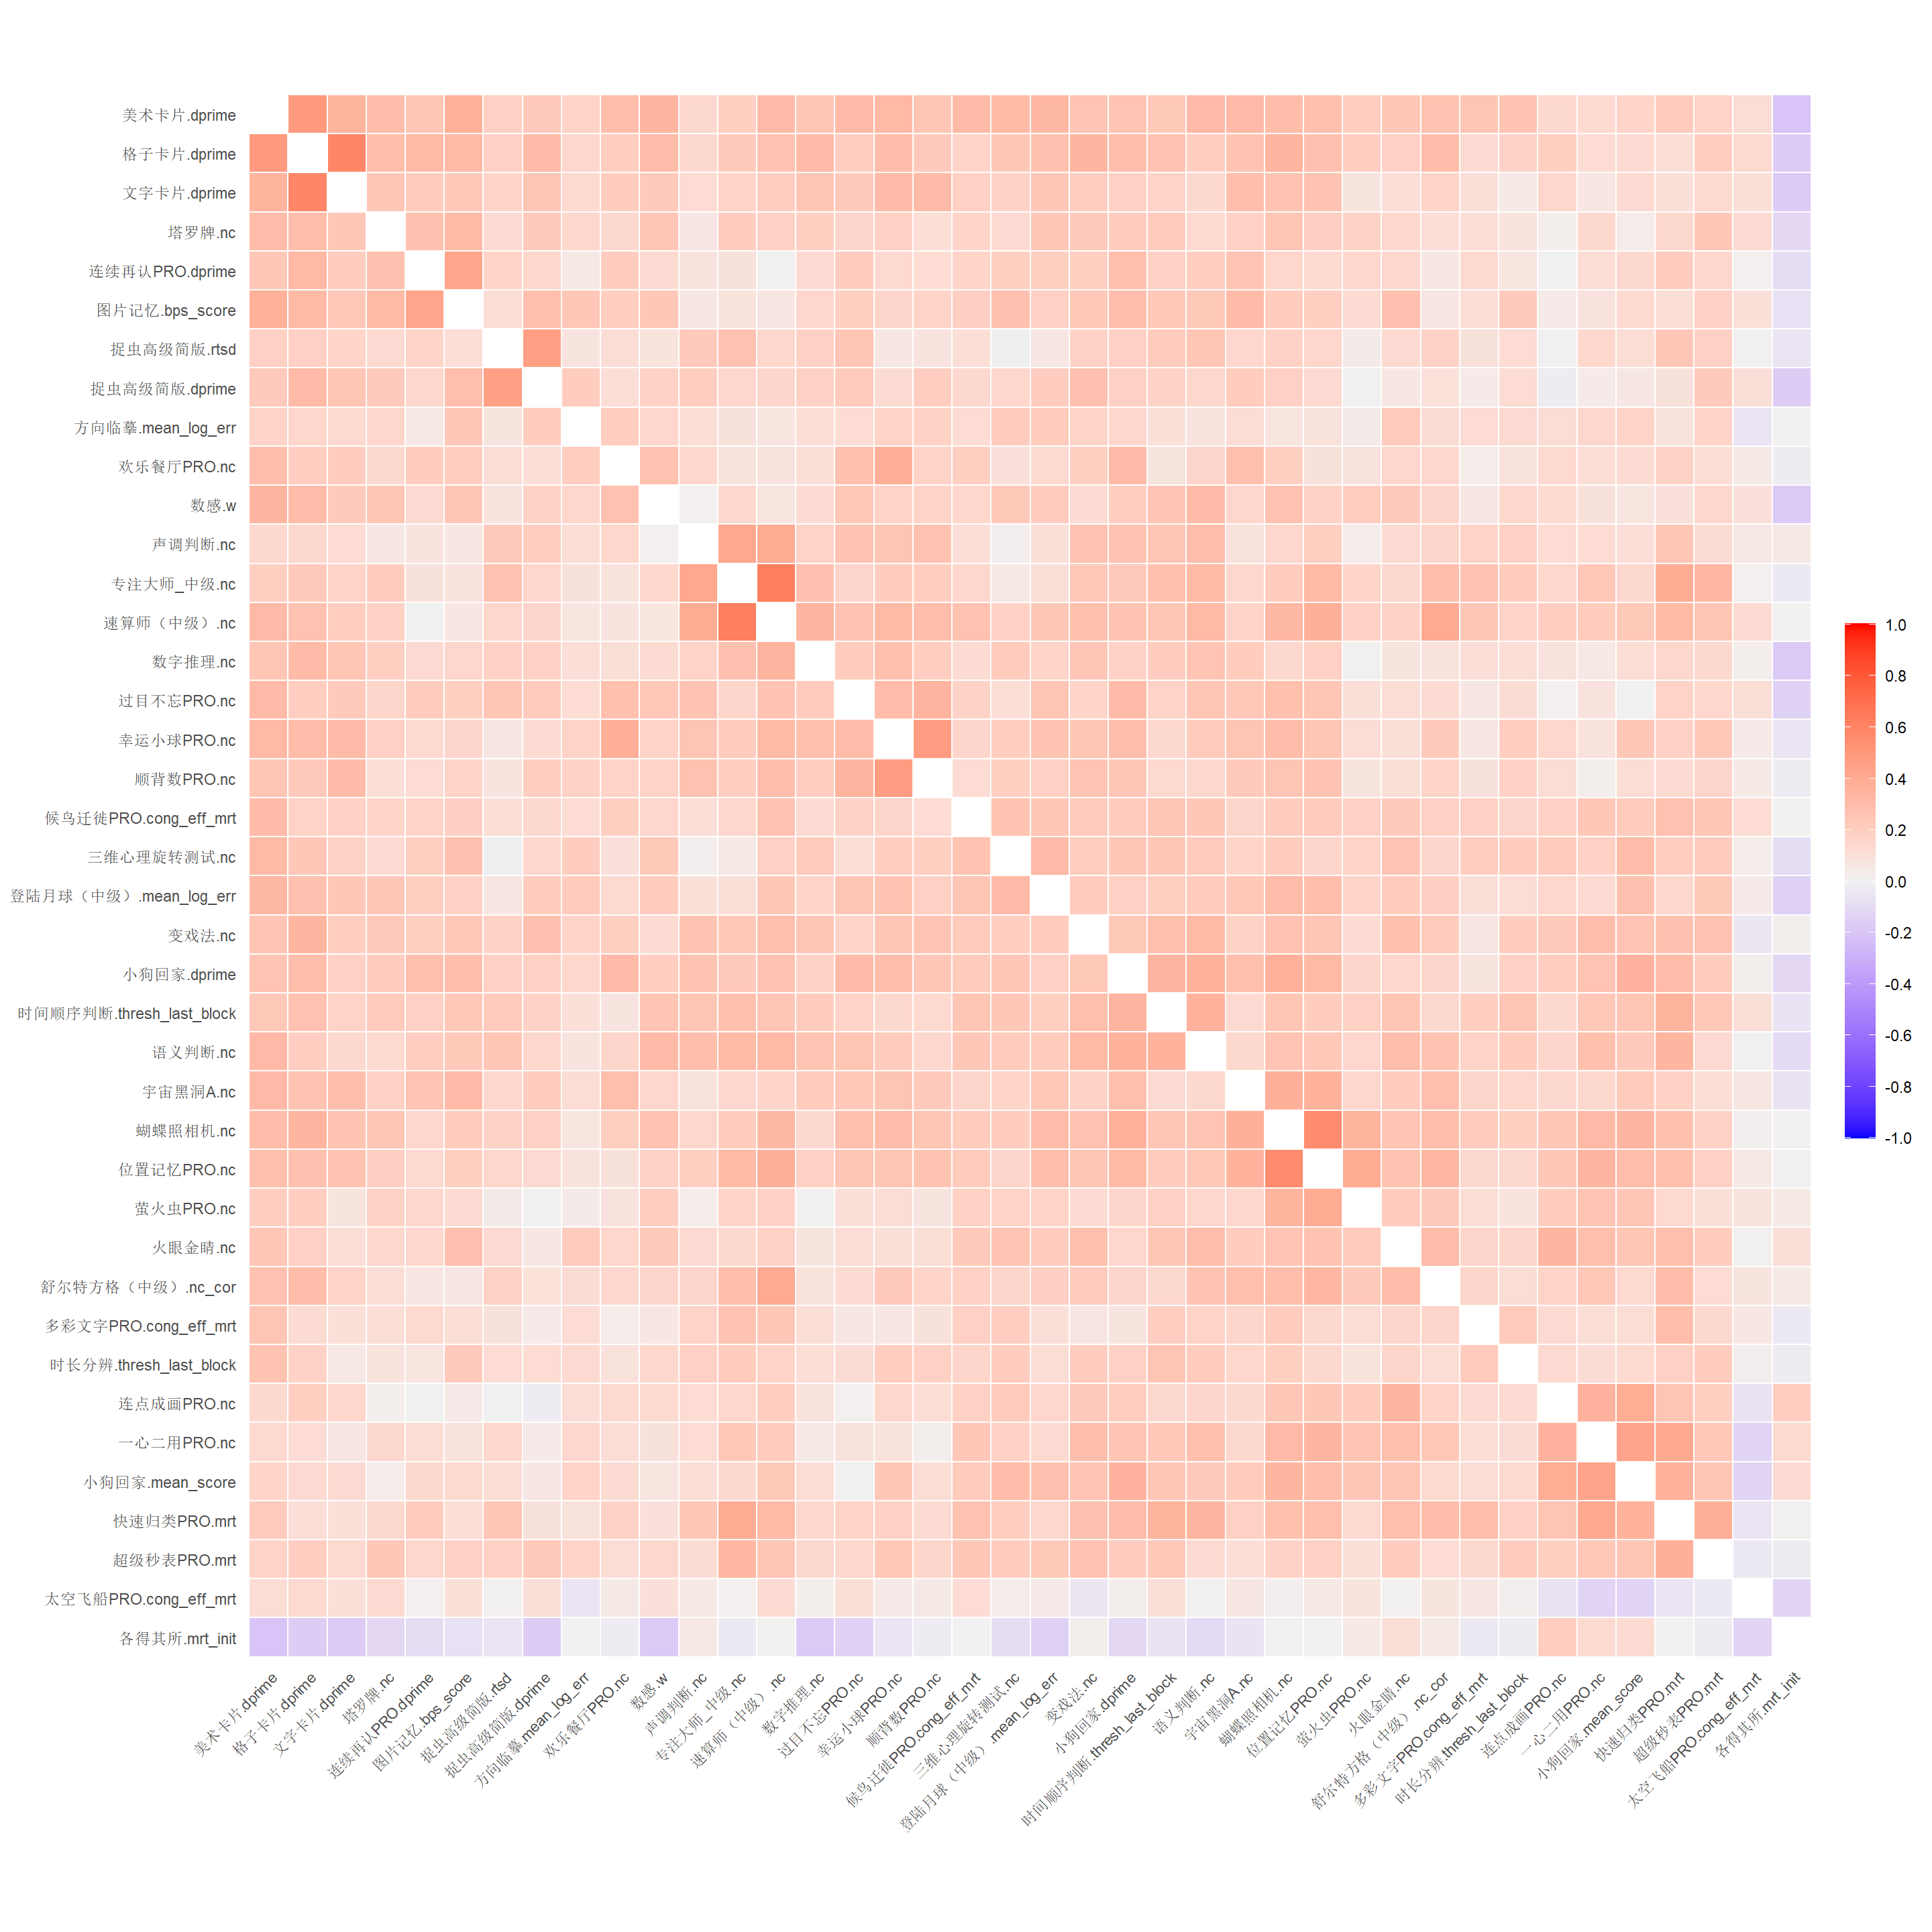 美术卡片.dprime
格子卡片.dprime
文字卡片.dprime
塔罗牌.nc
连续再认PRO.dprime
图片记忆.bps_score
捉虫高级简版.rtsd
捉虫高级简版.dprime
方向临摹.mean_log_err
欢乐餐厅PRO.nc
数感.w
声调判断.nc
专注大师_中级.nc
速算师（中级）.nc
数字推理.nc
过目不忘PRO.nc
幸运小球PRO.nc
顺背数PRO.nc
候鸟迁徙PRO.cong_eff_mrt
三维心理旋转测试.nc
登陆月球（中级）.mean_log_err
变戏法.nc
小狗回家.dprime
时间顺序判断.thresh_last_block
语义判断.nc
宇宙黑洞A.nc
蝴蝶照相机.nc
位置记忆PRO.nc
萤火虫PRO.nc
火眼金睛.nc
舒尔特方格（中级）.nc_cor
多彩文字PRO.cong_eff_mrt
时长分辨.thresh_last_block
连点成画PRO.nc
一心二用PRO.nc
小狗回家.mean_score
快速归类PRO.mrt
超级秒表PRO.mrt
太空飞船PRO.cong_eff_mrt
各得其所.mrt_init
美术卡片.dprime
格子卡片.dprime
文字卡片.dprime
塔罗牌.nc
连续再认PRO.dprime
图片记忆.bps_score
捉虫高级简版.rtsd
捉虫高级简版.dprime
方向临摹.mean_log_err
欢乐餐厅PRO.nc
数感.w
声调判断.nc
专注大师_中级.nc
速算师（中级）.nc
数字推理.nc
过目不忘PRO.nc
幸运小球PRO.nc
顺背数PRO.nc
候鸟迁徙PRO.cong_eff_mrt
三维心理旋转测试.nc
登陆月球（中级）.mean_log_err
变戏法.nc
小狗回家.dprime
时间顺序判断.thresh_last_block
语义判断.nc
宇宙黑洞A.nc
蝴蝶照相机.nc
位置记忆PRO.nc
萤火虫PRO.nc
火眼金睛.nc
舒尔特方格（中级）.nc_cor
多彩文字PRO.cong_eff_mrt
时长分辨.thresh_last_block
连点成画PRO.nc
一心二用PRO.nc
小狗回家.mean_score
快速归类PRO.mrt
超级秒表PRO.mrt
太空飞船PRO.cong_eff_mrt
各得其所.mrt_init
1.0
0.8
0.6
0.4
0.2
0.0
-0.2
-0.4
-0.6
-0.8
-1.0